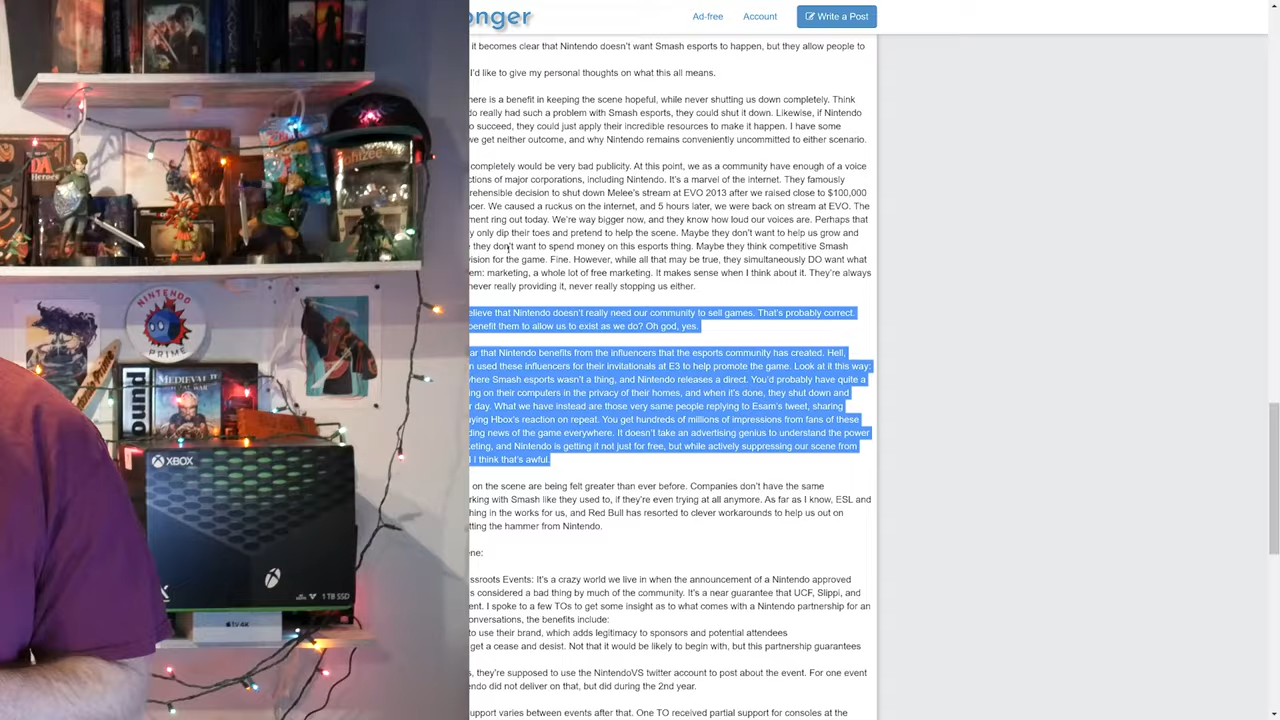 onger
Ad-free
Account
Write a Post
it becomes clear that Nintendo doesn't want Smash esports to happen, but they allow people to
I'd like to give my personal thoughts on what this all means.
here is a benefit in keeping the scene hopeful, while never shutting us down completely. Think
do really had such a problem with Smash esports, they could shut it down. Likewise, if Nintendo
o succeed, they could just apply their incredible resources to make it happen. I have some
we get neither outcome, and why Nintendo remains conveniently uncommitted to either scenario.
completely would be very bad publicity. At this point, we as a community have enough of a voice
ctions of major corporations, including Nintendo. It's a marvel of the internet. They famously
rehensible decision to shut down Melee's stream at EVO 2013 after we raised close to $100,000
ncer. We caused a ruckus on the internet, and 5 hours later, we were back on stream at EVO. The
ment ring out today. We're way bigger now, and they know how loud our voices are. Perhaps that
y only dip their toes and pretend to help the scene. Maybe they don't want to help us grow and
they don't want to spend money on this esports thing. Maybe they think competitive Smash
vision for the game. Fine. However, while all that may be true, they simultaneously DO want what
em: marketing, a whole lot of free marketing. It makes sense when I think about it. They're always
never really providing it, never really stopping us either.
elieve that Nintendo doesn't really need our community to sell games. That's probably correct.
benefit them to allow us to exist as we do? Oh god, yes.
ar that Nintendo benefits from the influencers that the esports community has created. Hell,
n used these influencers for their invitationals at E3 to help promote the game. Look at it this way:
where Smash esports wasn't a thing, and Nintendo releases a direct. You'd probably have quite a
ng on their computers in the privacy of their homes, and when it's done, they shut down and
r day. What we have instead are those very same people replying to Esam's tweet, sharing
aying Hbox's reaction on repeat. You get hundreds of millions of impressions from fans of these
ding news of the game everywhere. It doesn't take an advertising genius to understand the power
keting, and Nintendo is getting it not just for free, but while actively suppressing our scene from
d I think that's awful.
on the scene are being felt greater than ever before. Companies don't have the same
rking with Smash like they used to, if they're even trying at all anymore. As far as I know, ESL and
thing in the works for us, and Red Bull has resorted to clever workarounds to help us out on
tting the hammer from Nintendo.
ene:
ssroots Events: It's a crazy world we live in when the announcement of a Nintendo approved
s considered a bad thing by much of the community. It's a near guarantee that UCF, Slippi, and
ent. I spoke to a few TOs to get some insight as to what comes with a Nintendo partnership for an
onversations, the benefits include:
to use their brand, which adds legitimacy to sponsors and potential attendees
get a cease and desist. Not that it would be likely to begin with, but this partnership guarantees
s, they're supposed to use the NintendoVS twitter account to post about the event. For one event
endo did not deliver on that, but did during the 2nd year.
upport varies between events after that. One TO received partial support for consoles at the
NINTENDO
PRIME
MEDIEVAL II
XBOX
1 TB SSD
tv 4K